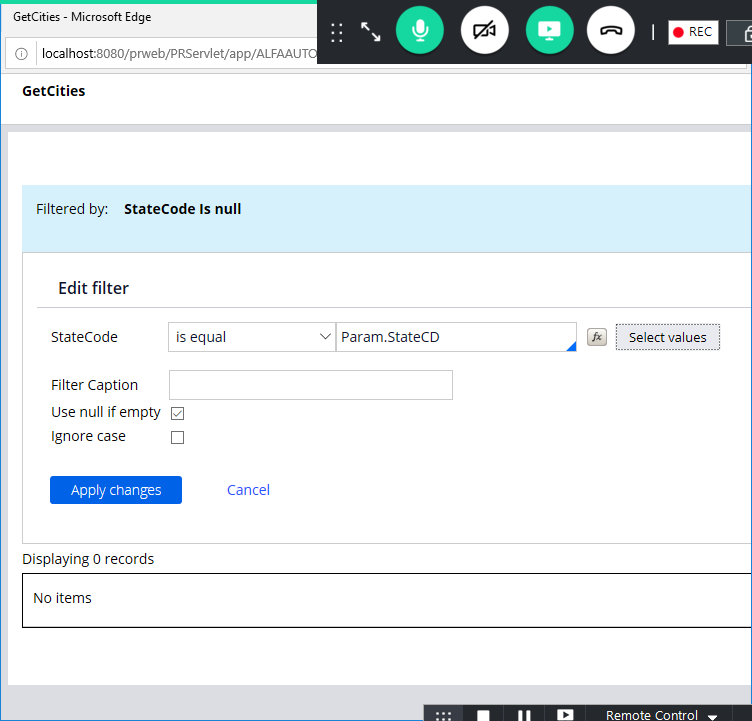 GetCities - Microsoft Edge
REC
localhost:8080/prweb/PRServlet/app/ALFAAUTO
GetCities
Filtered by: StateCode Is null
Edit filter
StateCode is equal Param.StateCD fx Select values
Filter Caption
Use null if empty
Ignore case
Apply changes Cancel
Displaying 0 records
No items
Remote Control